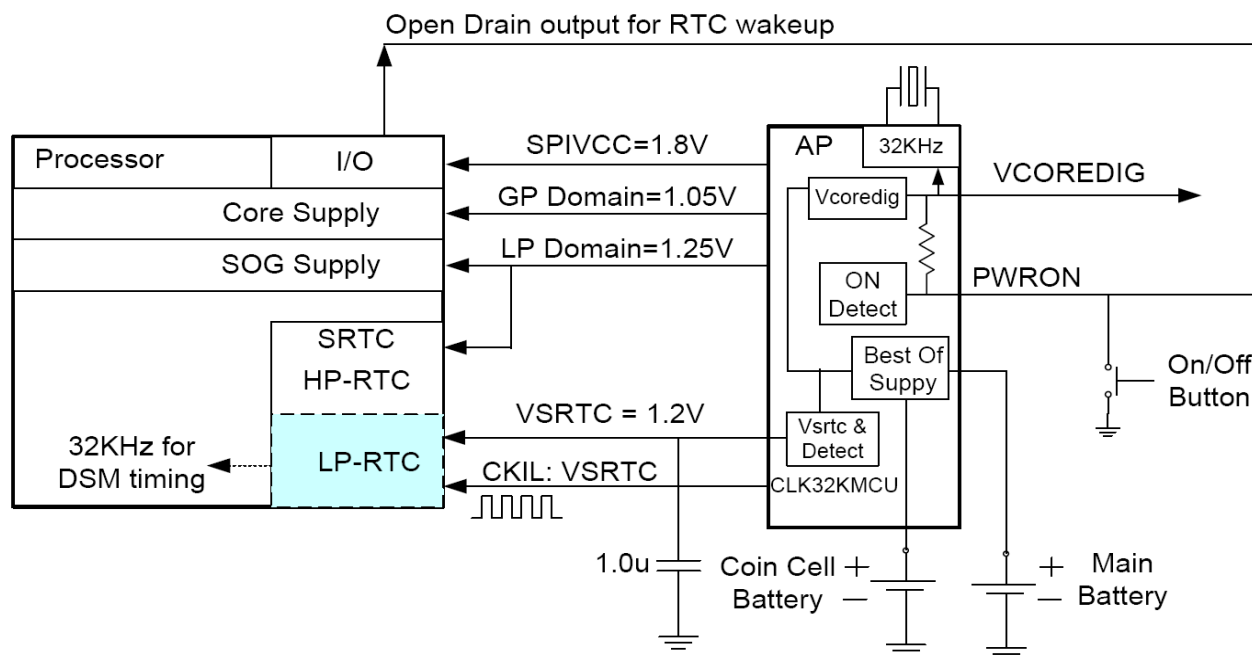 Open Drain output for RTC wakeup
Processor
I/O
Core Supply
SOG Supply
SRTC
HP-RTC
LP-RTC
32KHz for
DSM timing
SPIVCC=1.8V
GP Domain=1.05V
LP Domain=1.25V
VSRTC = 1.2V
CKIL: VSRTC
1.0u
AP
32KHz
Vcoredig
VCOREDIG
ON
Detect
PWRON
Best Of
Suppy
Vsrtc &
Detect
CLK32KMCU
On/Off
Button
Coin Cell
Battery
+
−
Main
Battery
+
−